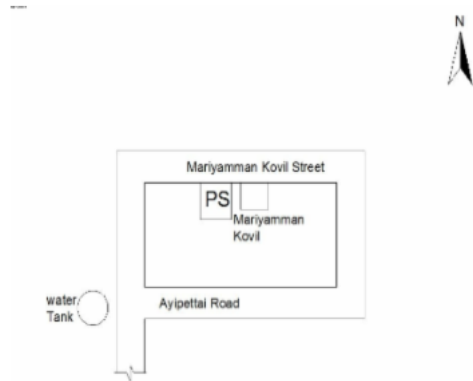 N
Mariyamman Kovil Street
PS
Mariyamman
Kovil
water
Tank
Ayipettai Road